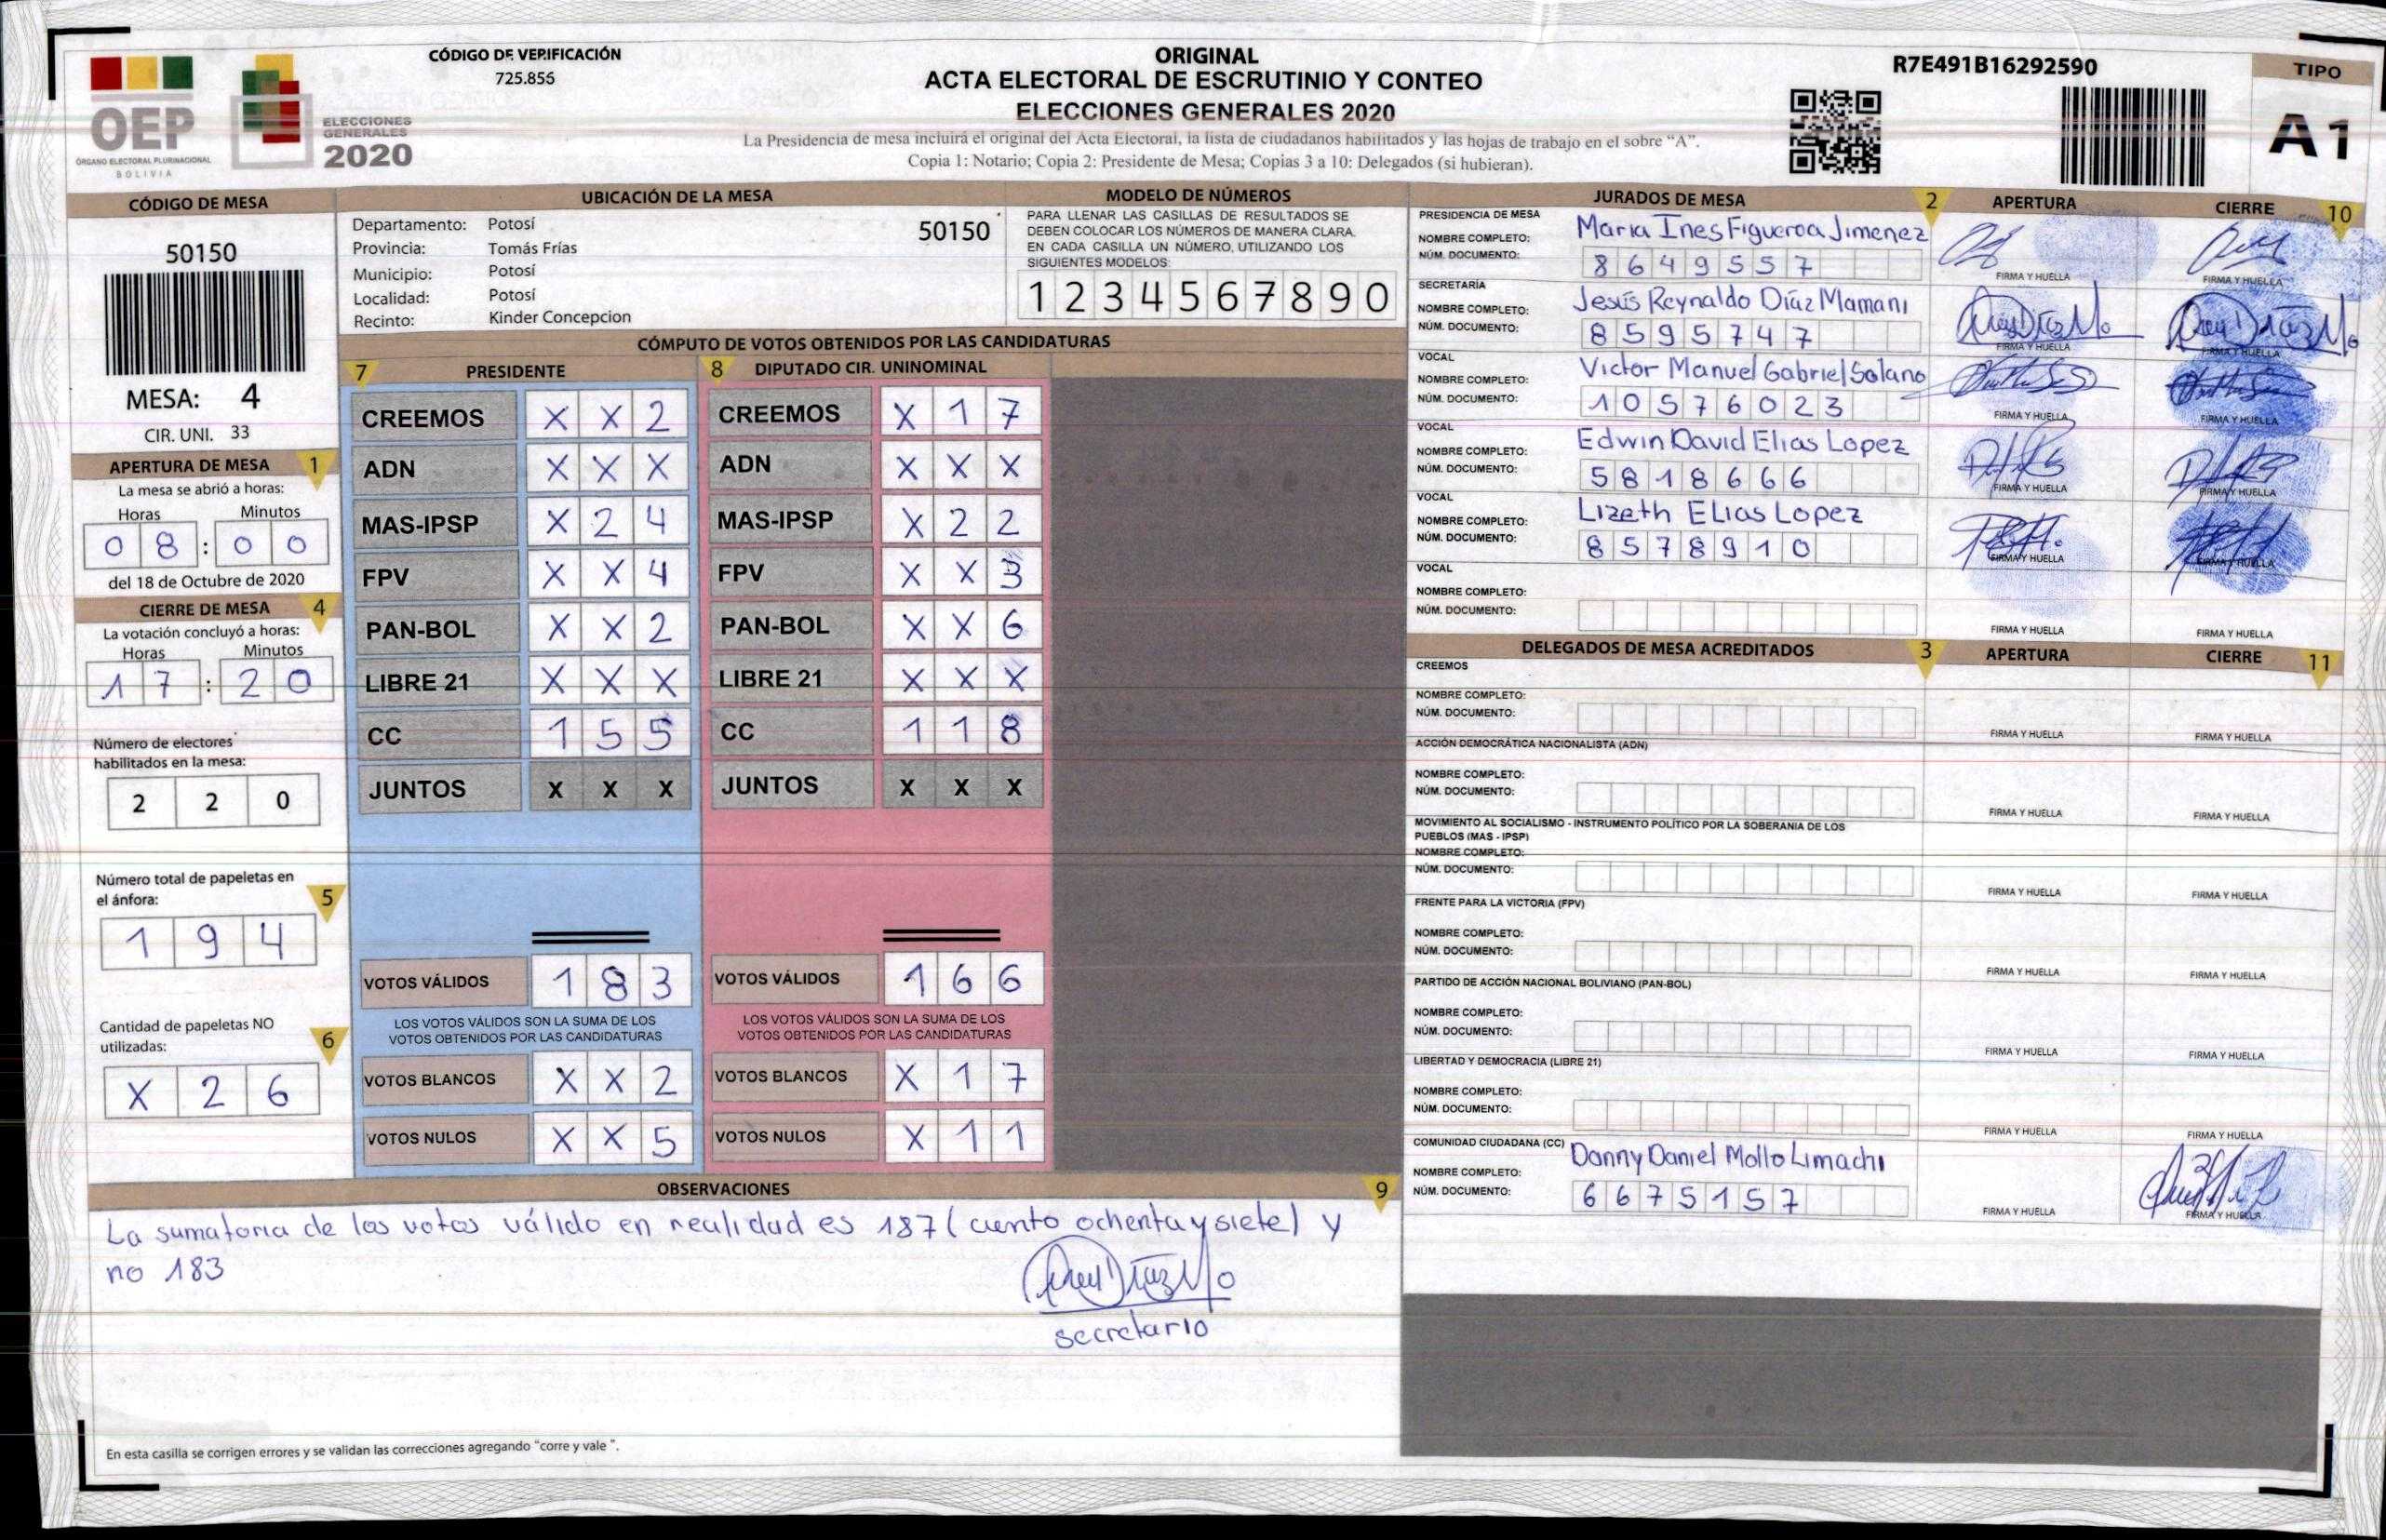 CÓDIGO DE VERIFICACIÓN
725.856
ORIGINAL
ACTA ELECTORAL DE ESCRUTINIO Y CONTEO
ELECCIONES GENERALES 2020
La Presidencia de mesa incluirá el original del Acta Electoral, la lista de ciudadanos habilitados y las hojas de trabajo en el sobre “A”.
Copia 1: Notario; Copia 2: Presidente de Mesa; Copias 3 a 10: Delegados (si hubieran).
R7E491B16292590
TIPO
A1
OEP
ÓRGANO ELECTORAL PLURINACIONAL
BOLIVIA
ELECCIONES
GENERALES
2020
CÓDIGO DE MESA
50150
MESA: 4
CIR. UNI. 33
UBICACIÓN DE LA MESA
Departamento: Potosí
Provincia: Tomás Frías
Municipio: Potosí
Localidad: Potosí
Recinto: Kinder Concepcion
50150
MODELO DE NÚMEROS
PARA LLENAR LAS CASILLAS DE RESULTADOS SE
DEBEN COLOCAR LOS NÚMEROS DE MANERA CLARA.
EN CADA CASILLA UN NÚMERO, UTILIZANDO LOS
SIGUIENTES MODELOS:
1 2 3 4 5 6 7 8 9 0
APERTURA DE MESA 1
La mesa se abrió a horas:
Horas Minutos
0 8 : 0 0
del 18 de Octubre de 2020
CIERRE DE MESA 4
La votación concluyó a horas:
Horas Minutos
1 7 : 2 0
Número de electores
habilitados en la mesa:
2 2 0
Número total de papeletas en
el ánfora: 5
1 9 4
Cantidad de papeletas NO
utilizadas: 6
X 2 6
CÓMPUTO DE VOTOS OBTENIDOS POR LAS CANDIDATURAS
7 PRESIDENTE
CREEMOS X X 2
ADN X X X
MAS-IPSP X 2 4
FPV X X 4
PAN-BOL X X 2
LIBRE 21 X X X
CC 1 5 5
JUNTOS X X X
VOTOS VÁLIDOS 1 8 3
LOS VOTOS VÁLIDOS SON LA SUMA DE LOS
VOTOS OBTENIDOS POR LAS CANDIDATURAS
VOTOS BLANCOS X X 2
VOTOS NULOS X X 5
8 DIPUTADO CIR. UNINOMINAL
CREEMOS X 1 7
ADN X X X
MAS-IPSP X 2 2
FPV X X 3
PAN-BOL X X 6
LIBRE 21 X X X
CC 1 1 8
JUNTOS X X X
VOTOS VÁLIDOS 1 6 6
LOS VOTOS VÁLIDOS SON LA SUMA DE LOS
VOTOS OBTENIDOS POR LAS CANDIDATURAS
VOTOS BLANCOS X 1 7
VOTOS NULOS X 1 1
OBSERVACIONES 9
La sumatoria de los votos válido en realidad es 187 (ciento ochenta y siete) y
no 183
secretario
En esta casilla se corrigen errores y se validan las correcciones agregando “corre y vale ”.
JURADOS DE MESA 2 APERTURA CIERRE 10
PRESIDENCIA DE MESA
NOMBRE COMPLETO: Maria Ines Figueroa Jimenez
NÚM. DOCUMENTO: 8649557
FIRMA Y HUELLA FIRMA Y HUELLA
SECRETARÍA
NOMBRE COMPLETO: Jesús Reynaldo Díaz Mamani
NÚM. DOCUMENTO: 8595747
FIRMA Y HUELLA FIRMA Y HUELLA
VOCAL
NOMBRE COMPLETO: Victor Manuel Gabriel Solano
NÚM. DOCUMENTO: 10576023
FIRMA Y HUELLA FIRMA Y HUELLA
VOCAL
NOMBRE COMPLETO: Edwin David Elias Lopez
NÚM. DOCUMENTO: 5818666
FIRMA Y HUELLA FIRMA Y HUELLA
VOCAL
NOMBRE COMPLETO: Lizeth Elias Lopez
NÚM. DOCUMENTO: 8578910
FIRMA Y HUELLA FIRMA Y HUELLA
VOCAL
NOMBRE COMPLETO:
NÚM. DOCUMENTO:
FIRMA Y HUELLA FIRMA Y HUELLA
DELEGADOS DE MESA ACREDITADOS 3 APERTURA CIERRE 11
CREEMOS
NOMBRE COMPLETO:
NÚM. DOCUMENTO:
FIRMA Y HUELLA FIRMA Y HUELLA
ACCIÓN DEMOCRÁTICA NACIONALISTA (ADN)
NOMBRE COMPLETO:
NÚM. DOCUMENTO:
FIRMA Y HUELLA FIRMA Y HUELLA
MOVIMIENTO AL SOCIALISMO - INSTRUMENTO POLÍTICO POR LA SOBERANIA DE LOS
PUEBLOS (MAS - IPSP)
NOMBRE COMPLETO:
NÚM. DOCUMENTO:
FIRMA Y HUELLA FIRMA Y HUELLA
FRENTE PARA LA VICTORIA (FPV)
NOMBRE COMPLETO:
NÚM. DOCUMENTO:
FIRMA Y HUELLA FIRMA Y HUELLA
PARTIDO DE ACCIÓN NACIONAL BOLIVIANO (PAN-BOL)
NOMBRE COMPLETO:
NÚM. DOCUMENTO:
FIRMA Y HUELLA FIRMA Y HUELLA
LIBERTAD Y DEMOCRACIA (LIBRE 21)
NOMBRE COMPLETO:
NÚM. DOCUMENTO:
FIRMA Y HUELLA FIRMA Y HUELLA
COMUNIDAD CIUDADANA (CC)
NOMBRE COMPLETO: Danny Daniel Mollo Limachi
NÚM. DOCUMENTO: 6675157
FIRMA Y HUELLA FIRMA Y HUELLA